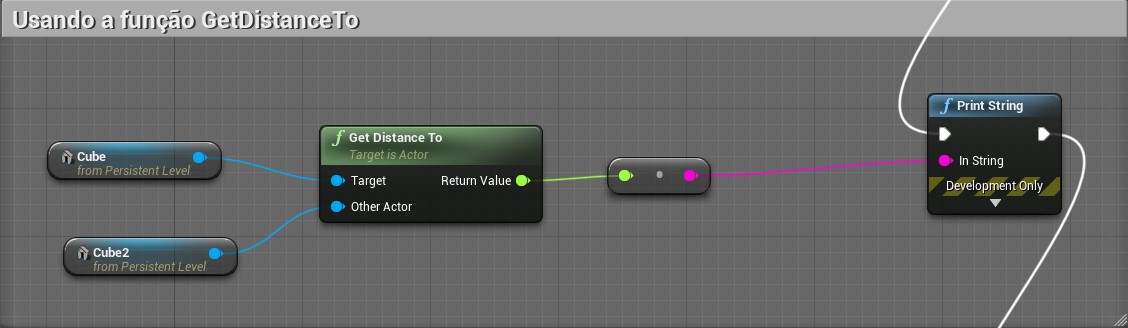 Usando a função GetDistanceTo
Cube
from Persistent Level
Cube2
from Persistent Level
f Get Distance To
Target is Actor
Target
Return Value
Other Actor
f Print String
In String
Development Only